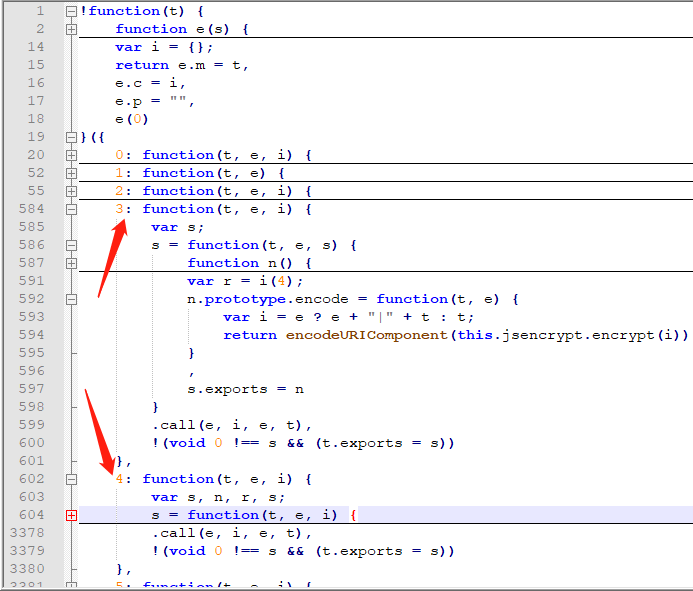 1 !function(t) {
2 function e(s) {
14 var i = {};
15 return e.m = t,
16 e.c = i,
17 e.p = "",
18 e(0)
19 }({
20 0: function(t, e, i) {
52 1: function(t, e) {
55 2: function(t, e, i) {
584 3: function(t, e, i) {
585 var s;
586 s = function(t, e, s) {
587 function n() {
591 var r = i(4);
592 n.prototype.encode = function(t, e) {
593 var i = e ? e + "|" + t : t;
594 return encodeURIComponent(this.jsencrypt.encrypt(i))
595 }
596 ,
597 s.exports = n
598 }
599 .call(e, i, e, t),
600 !(void 0 !== s && (t.exports = s))
601 },
602 4: function(t, e, i) {
603 var s, n, r, s;
604 s = function(t, e, i) {
3378 .call(e, i, e, t),
3379 !(void 0 !== s && (t.exports = s))
3380 },
3381 5: function(t, e, i) {